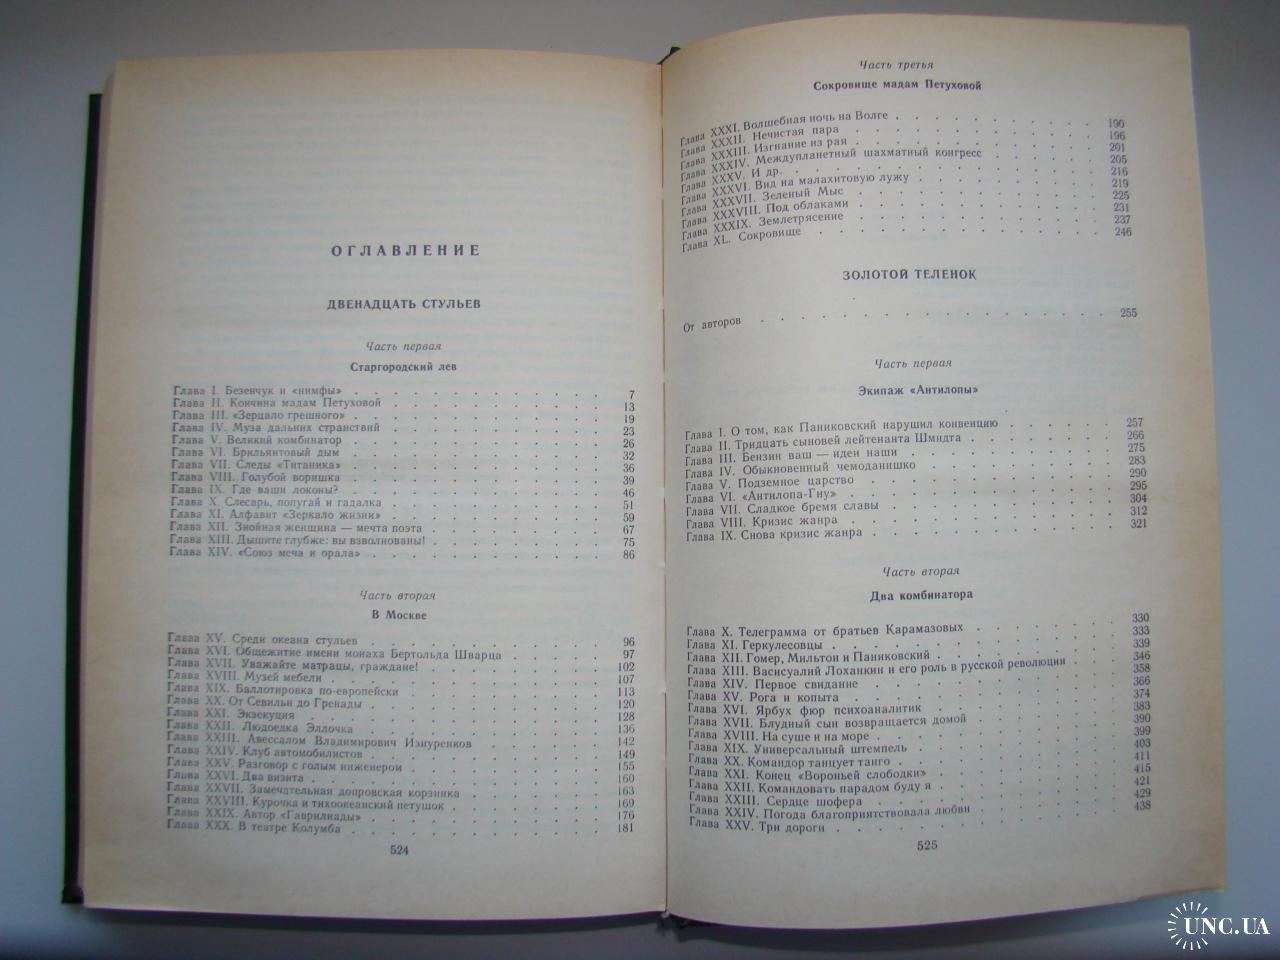 ОГЛАВЛЕНИЕ
ДВЕНАДЦАТЬ СТУЛЬЕВ
Часть первая
Старгородский лев
Глава I. Безенчук и «нимфы» . . . . . . . . . . 7
Глава II. Кончина мадам Петуховой . . . . . . . . . . 13
Глава III. «Зерцало грешного» . . . . . . . . . . 19
Глава IV. Муза дальних странствий . . . . . . . . . . 23
Глава V. Великий комбинатор . . . . . . . . . . 26
Глава VI. Брильянтовый дым . . . . . . . . . . 32
Глава VII. Следы «Титаника» . . . . . . . . . . 36
Глава VIII. Голубой воришка . . . . . . . . . . 39
Глава IX. Где ваши локоны? . . . . . . . . . . 46
Глава X. Слесарь, попугай и гадалка . . . . . . . . . . 51
Глава XI. Алфавит «Зеркало жизни» . . . . . . . . . . 59
Глава XII. Знойная женщина — мечта поэта . . . . . . . . . . 67
Глава XIII. Дышите глубже: вы взволнованы! . . . . . . . . . . 75
Глава XIV. «Союз меча и орала» . . . . . . . . . . 86
Часть вторая
В Москве
Глава XV. Среди океана стульев . . . . . . . . . . 96
Глава XVI. Общежитие имени монаха Бертольда Шварца . . . . . 97
Глава XVII. Уважайте матрацы, граждане! . . . . . . . . . . 102
Глава XVIII. Музей мебели . . . . . . . . . . 107
Глава XIX. Баллотировка по-европейски . . . . . . . . . . 113
Глава XX. От Севильи до Гренады . . . . . . . . . . 120
Глава XXI. Экзекуция . . . . . . . . . . 128
Глава XXII. Людоедка Эллочка . . . . . . . . . . 136
Глава XXIII. Авессалом Владимирович Изнуренков . . . . . . 142
Глава XXIV. Клуб автомобилистов . . . . . . . . . . 149
Глава XXV. Разговор с голым инженером . . . . . . . . . . 155
Глава XXVI. Два визита . . . . . . . . . . 160
Глава XXVII. Замечательная допровская корзинка . . . . . . 163
Глава XXVIII. Курочка и тихоокеанский петушок . . . . . . 169
Глава XXIX. Автор «Гаврилиады» . . . . . . . . . . 176
Глава XXX. В театре Колумба . . . . . . . . . . 181
524
Часть третья
Сокровище мадам Петуховой
Глава XXXI. Волшебная ночь на Волге . . . . . . . . . . 190
Глава XXXII. Нечистая пара . . . . . . . . . . 196
Глава XXXIII. Изгнание из рая . . . . . . . . . . 201
Глава XXXIV. Междупланетный шахматный конгресс . . . . . . 205
Глава XXXV. И др. . . . . . . . . . . 216
Глава XXXVI. Вид на малахитовую лужу . . . . . . . . . . 219
Глава XXXVII. Зеленый Мыс . . . . . . . . . . 225
Глава XXXVIII. Под облаками . . . . . . . . . . 231
Глава XXXIX. Землетрясение . . . . . . . . . . 237
Глава XL. Сокровище . . . . . . . . . . 246
ЗОЛОТОЙ ТЕЛЕНОК
От авторов . . . . . . . . . . 255
Часть первая
Экипаж «Антилопы»
Глава I. О том, как Паниковский нарушил конвенцию . . . . . . 257
Глава II. Тридцать сыновей лейтенанта Шмидта . . . . . . 266
Глава III. Бензин ваш — идеи наши . . . . . . . . . . 275
Глава IV. Обыкновенный чемоданишко . . . . . . . . . . 283
Глава V. Подземное царство . . . . . . . . . . 290
Глава VI. «Антилопа-Гну» . . . . . . . . . . 295
Глава VII. Сладкое бремя славы . . . . . . . . . . 304
Глава VIII. Кризис жанра . . . . . . . . . . 312
Глава IX. Снова кризис жанра . . . . . . . . . . 321
Часть вторая
Два комбинатора
Глава X. Телеграмма от братьев Карамазовых . . . . . . 330
Глава XI. Геркулесовцы . . . . . . . . . . 333
Глава XII. Гомер, Мильтон и Паниковский . . . . . . . . . . 339
Глава XIII. Васисуалий Лоханкин и его роль в русской революции . . 346
Глава XIV. Первое свидание . . . . . . . . . . 358
Глава XV. Рога и копыта . . . . . . . . . . 366
Глава XVI. Ярбух фюр психоаналитик . . . . . . . . . . 374
Глава XVII. Блудный сын возвращается домой . . . . . . 383
Глава XVIII. На суше и на море . . . . . . . . . . 390
Глава XIX. Универсальный штемпель . . . . . . . . . . 399
Глава XX. Командор танцует танго . . . . . . . . . . 403
Глава XXI. Конец «Вороньей слободки» . . . . . . . . . . 411
Глава XXII. Командовать парадом буду я . . . . . . . . . . 415
Глава XXIII. Сердце шофера . . . . . . . . . . 421
Глава XXIV. Погода благоприятствовала любви . . . . . . 429
Глава XXV. Три дороги . . . . . . . . . . 438
525
UNC.UA